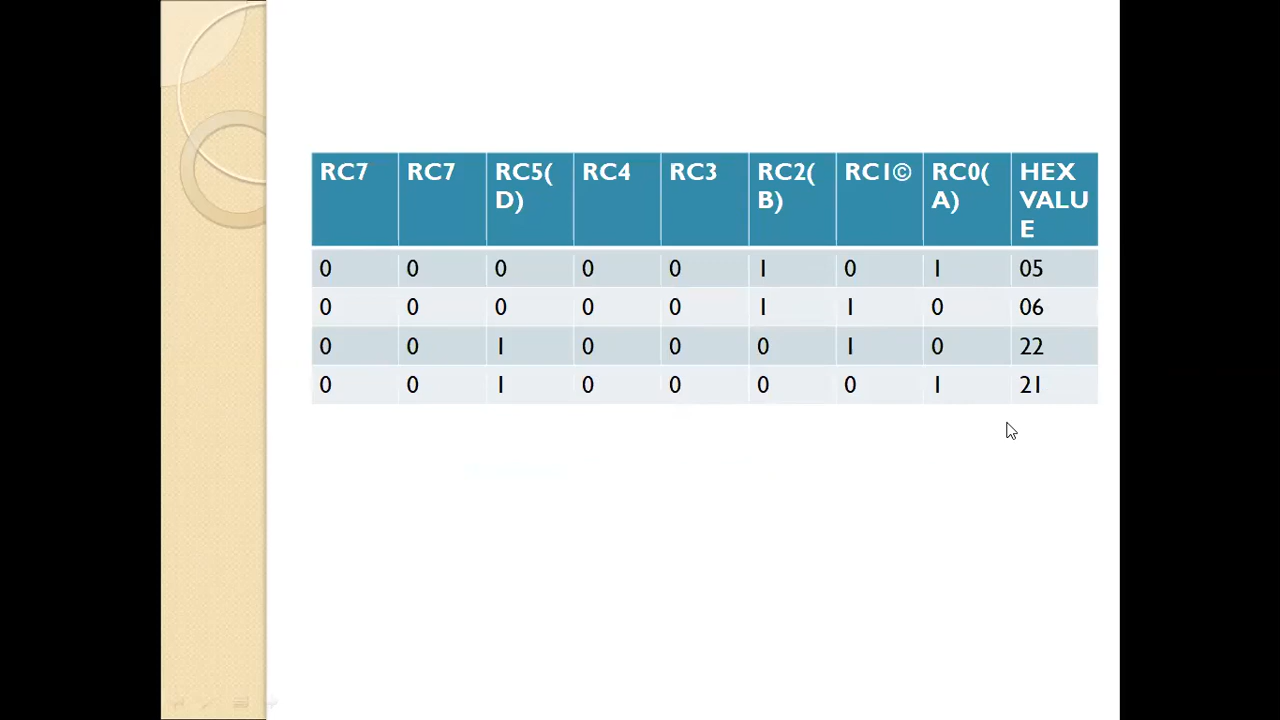 RC7 RC7 RC5( RC4 RC3 RC2( RC1© RC0( HEX
D) B) A) VALU
E
0 0 0 0 0 1 0 1 05
0 0 0 0 0 1 1 0 06
0 0 1 0 0 0 1 0 22
0 0 1 0 0 0 0 1 21